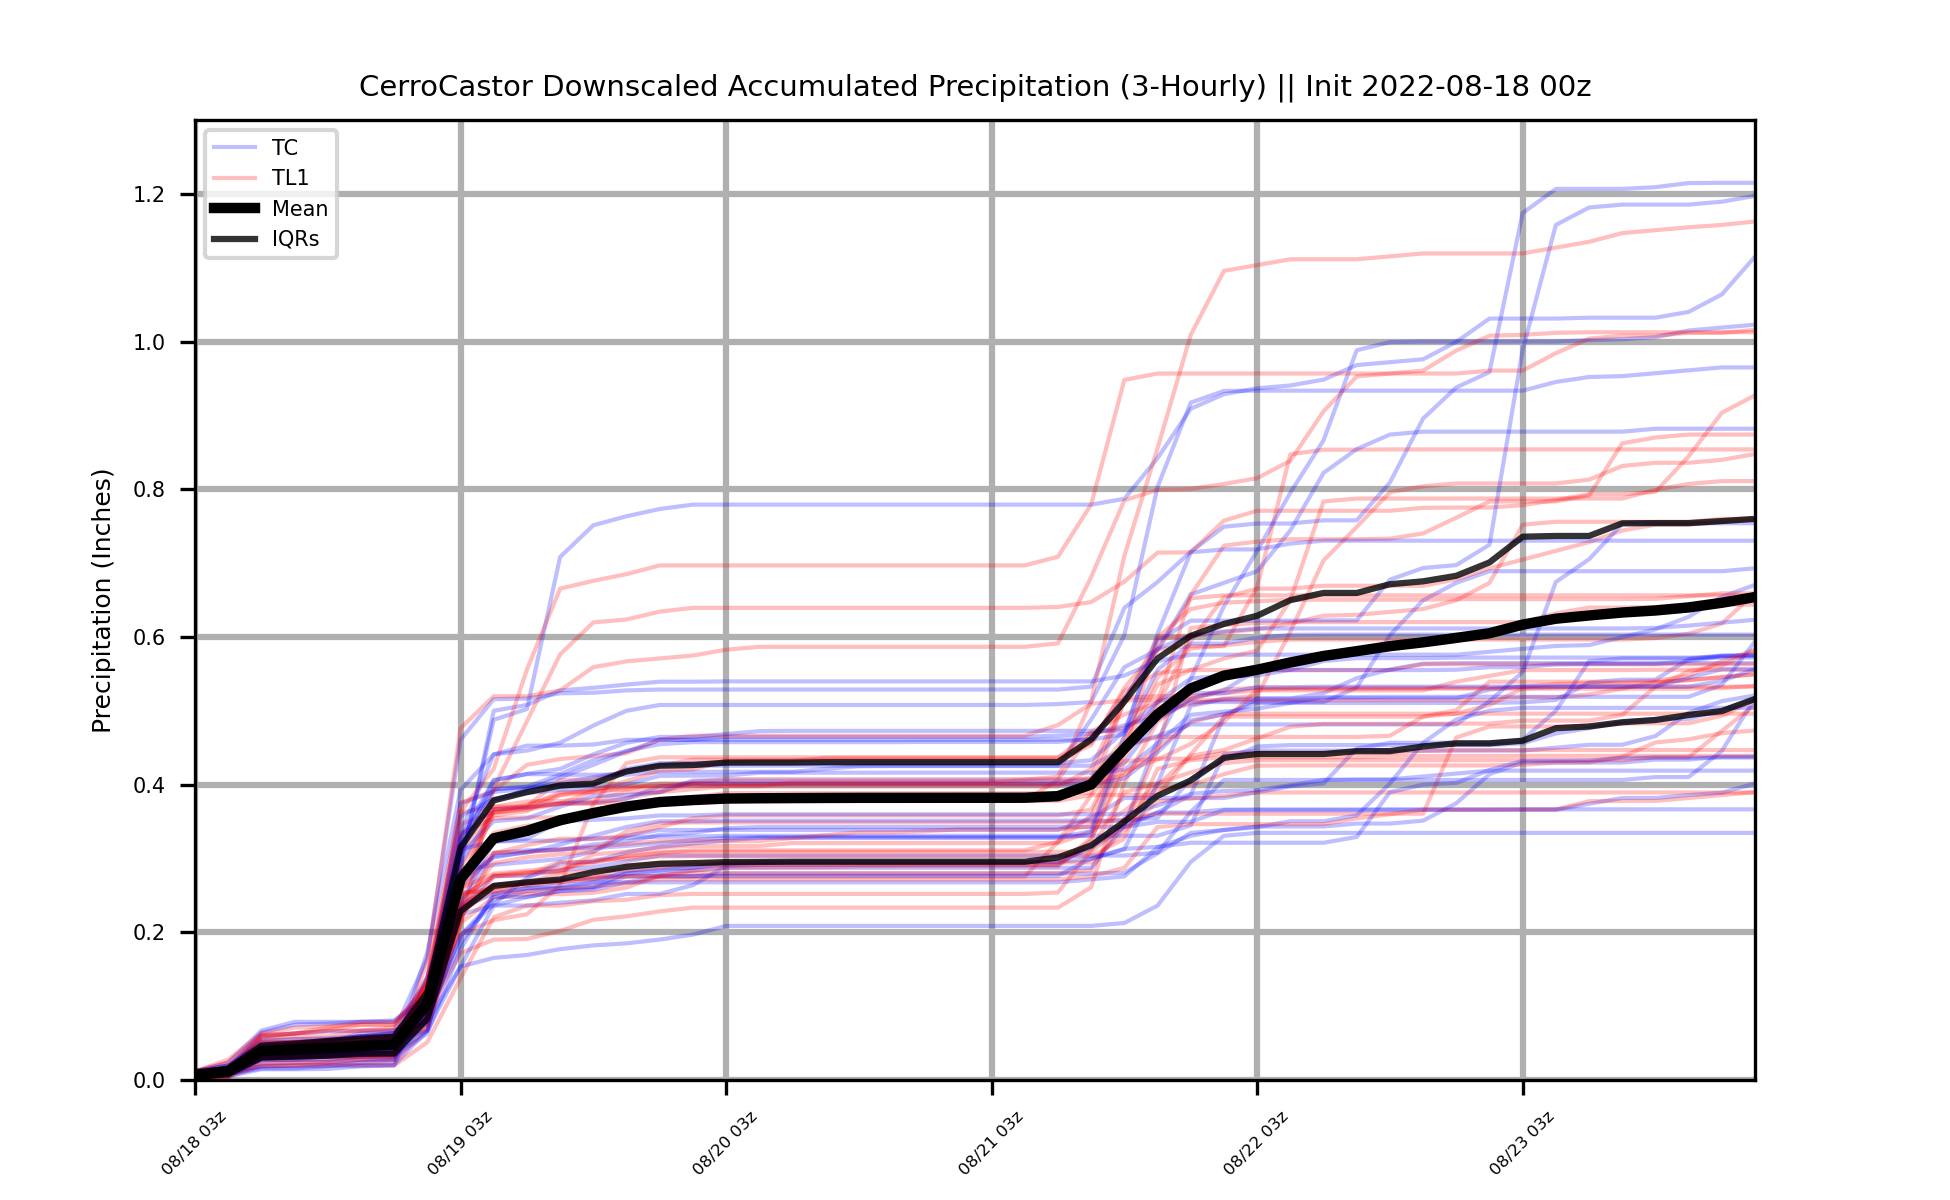 CerroCastor Downscaled Accumulated Precipitation (3-Hourly) || Init 2022-08-18 00z
TC
TL1
Mean
IQRs
Precipitation (Inches)
1.2
1.0
0.8
0.6
0.4
0.2
0.0
08/18 03z
08/19 03z
08/20 03z
08/21 03z
08/22 03z
08/23 03z